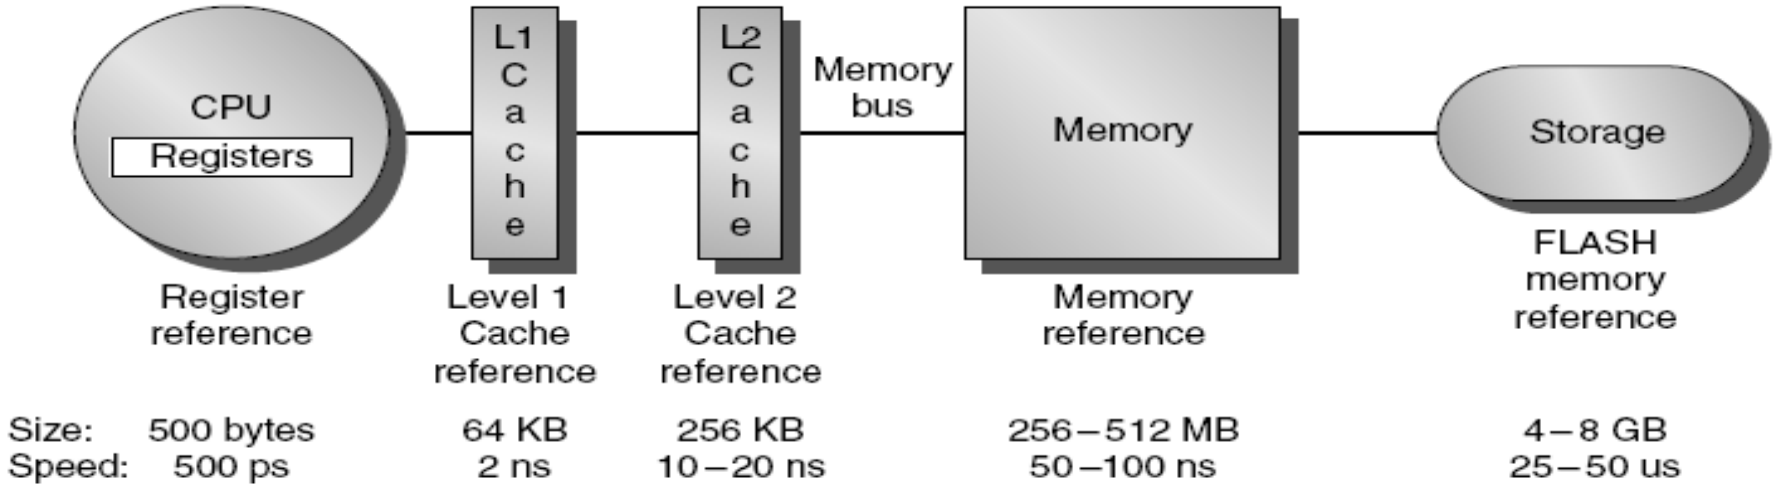 CPU
Registers
L1
C
a
c
h
e
L2
C
a
c
h
e
Memory
bus
Memory
Storage
Register
reference
Level 1
Cache
reference
Level 2
Cache
reference
Memory
reference
FLASH
memory
reference
Size: 500 bytes 64 KB 256 KB 256–512 MB 4–8 GB
Speed: 500 ps 2 ns 10–20 ns 50–100 ns 25–50 us